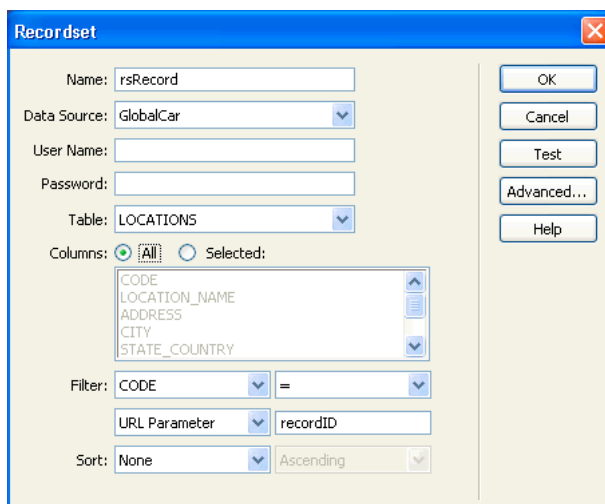 Recordset
Name: rsRecord
OK
Data Source: GlobalCar
Cancel
User Name:
Test
Password:
Advanced...
Table: LOCATIONS
Help
Columns: All Selected:
CODE
LOCATION_NAME
ADDRESS
CITY
STATE_COUNTRY
Filter: CODE =
URL Parameter recordID
Sort: None Ascending